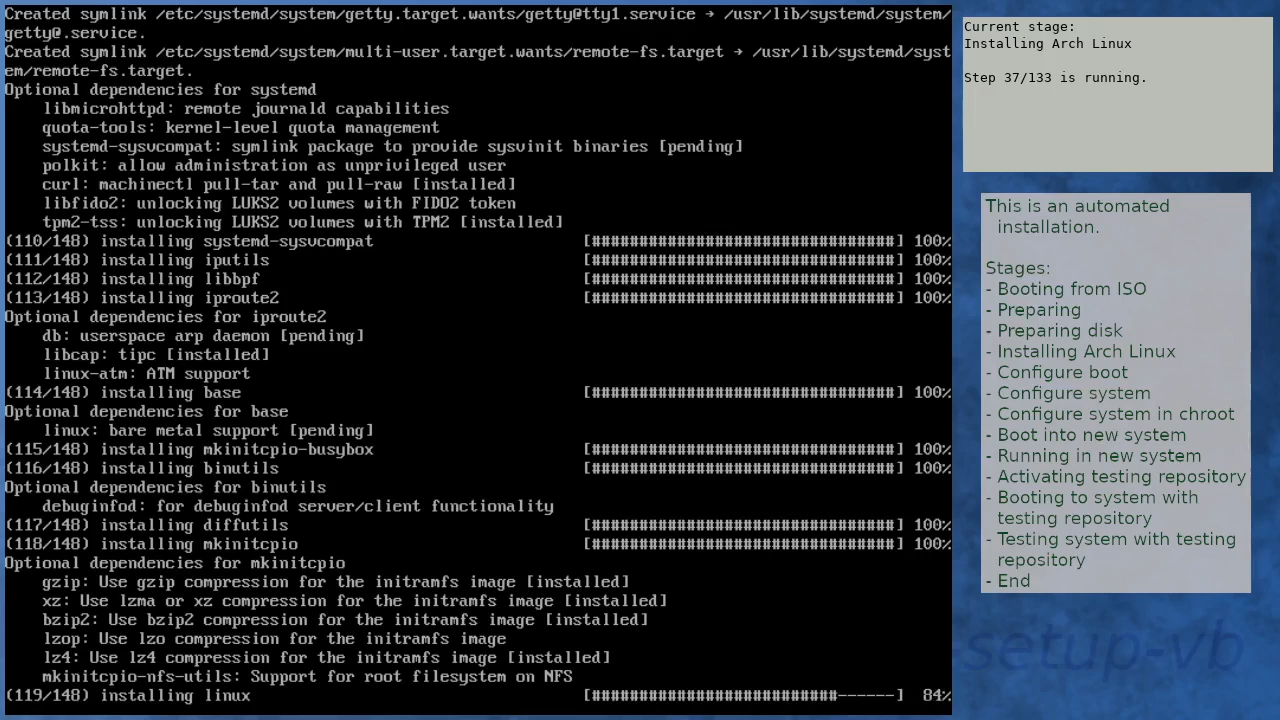 Created symlink /etc/systemd/system/getty.target.wants/getty@tty1.service → /usr/lib/systemd/system/
getty@.service.
Created symlink /etc/systemd/system/multi-user.target.wants/remote-fs.target → /usr/lib/systemd/syst
em/remote-fs.target.
Optional dependencies for systemd
    libmicrohttpd: remote journald capabilities
    quota-tools: kernel-level quota management
    systemd-sysvcompat: symlink package to provide sysvinit binaries [pending]
    polkit: allow administration as unprivileged user
    curl: machinectl pull-tar and pull-raw [installed]
    libfido2: unlocking LUKS2 volumes with FIDO2 token
    tpm2-tss: unlocking LUKS2 volumes with TPM2 [installed]
(110/148) installing systemd-sysvcompat [################################] 100%
(111/148) installing iputils [################################] 100%
(112/148) installing libbpf [################################] 100%
(113/148) installing iproute2 [################################] 100%
Optional dependencies for iproute2
    db: userspace arp daemon [pending]
    libcap: tipc [installed]
    linux-atm: ATM support
(114/148) installing base [################################] 100%
Optional dependencies for base
    linux: bare metal support [pending]
(115/148) installing mkinitcpio-busybox [################################] 100%
(116/148) installing binutils [################################] 100%
Optional dependencies for binutils
    debuginfod: for debuginfod server/client functionality
(117/148) installing diffutils [################################] 100%
(118/148) installing mkinitcpio [################################] 100%
Optional dependencies for mkinitcpio
    gzip: Use gzip compression for the initramfs image [installed]
    xz: Use lzma or xz compression for the initramfs image [installed]
    bzip2: Use bzip2 compression for the initramfs image [installed]
    lzop: Use lzo compression for the initramfs image
    lz4: Use lz4 compression for the initramfs image [installed]
    mkinitcpio-nfs-utils: Support for root filesystem on NFS
(119/148) installing linux [##########################------] 84%
Current stage:
Installing Arch Linux
Step 37/133 is running.
This is an automated
installation.
Stages:
- Booting from ISO
- Preparing
- Preparing disk
- Installing Arch Linux
- Configure boot
- Configure system
- Configure system in chroot
- Boot into new system
- Running in new system
- Activating testing repository
- Booting to system with
testing repository
- Testing system with testing
repository
- End
-setup-vb